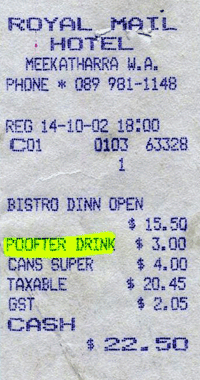 ROYAL MAIL
HOTEL
MEEKATHARRA W.A.
PHONE * 089 981-1148
REG 14-10-02 18:00
C01 0103 63328
1
BISTRO DINN OPEN
$ 15.50
POOFTER DRINK $ 3.00
CANS SUPER $ 4.00
TAXABLE $ 20.45
GST $ 2.05
CASH
$ 22.50